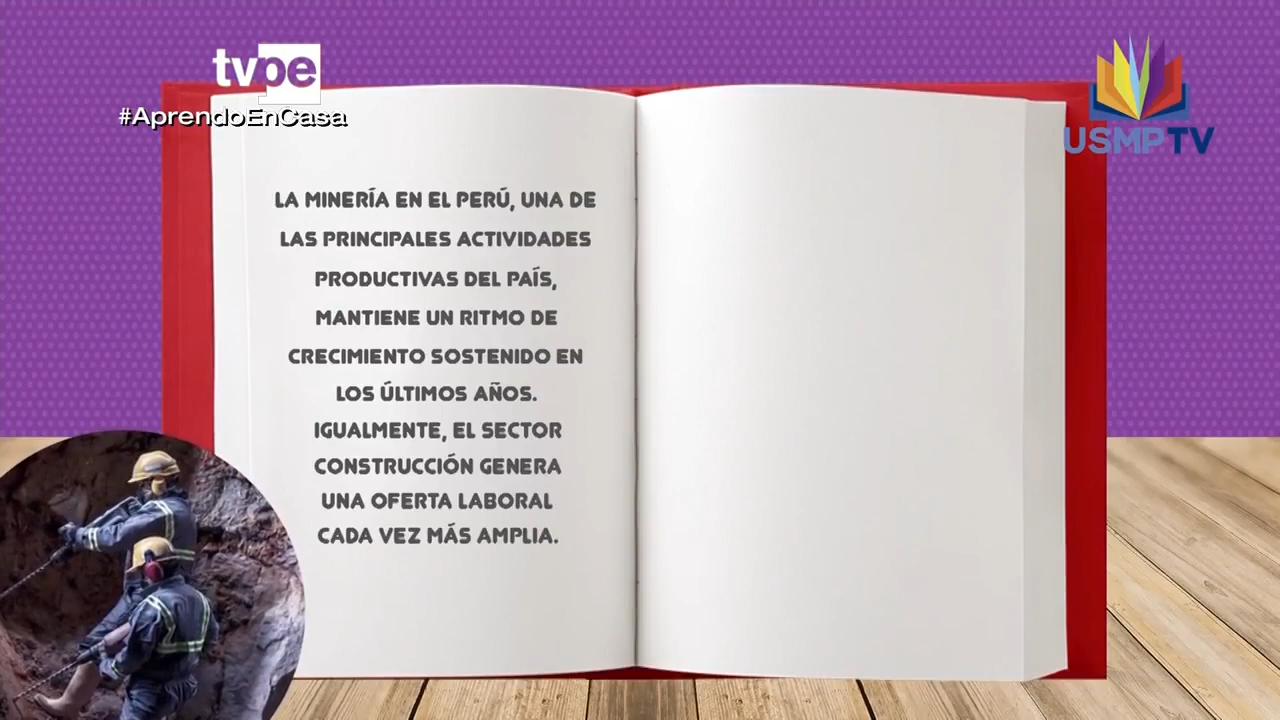 tvpe
#AprendoEnCasa
USMPTV
LA MINERÍA EN EL PERÚ, UNA DE
LAS PRINCIPALES ACTIVIDADES
PRODUCTIVAS DEL PAÍS,
MANTIENE UN RITMO DE
CRECIMIENTO SOSTENIDO EN
LOS ÚLTIMOS AÑOS.
IGUALMENTE, EL SECTOR
CONSTRUCCIÓN GENERA
UNA OFERTA LABORAL
CADA VEZ MÁS AMPLIA.